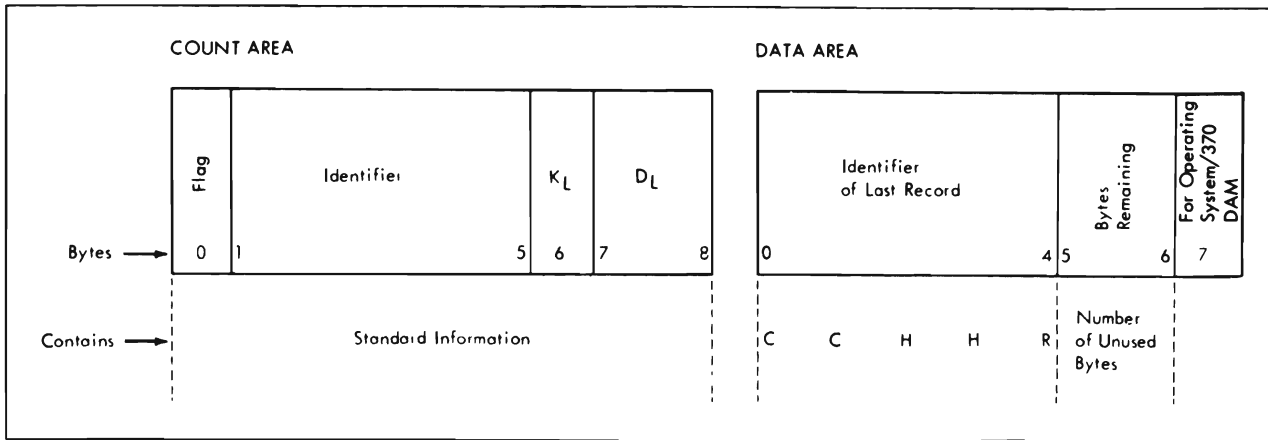 COUNT AREA
DATA AREA
Flag
Identifier
KL
DL
Identifier
of Last Record
Bytes
Remaining
For Operating
System/370
DAM
Bytes
0
1
5
6
7
8
0
4
5
6
7
Contains
Standard Information
C C H H R
Number
of Unused
Bytes